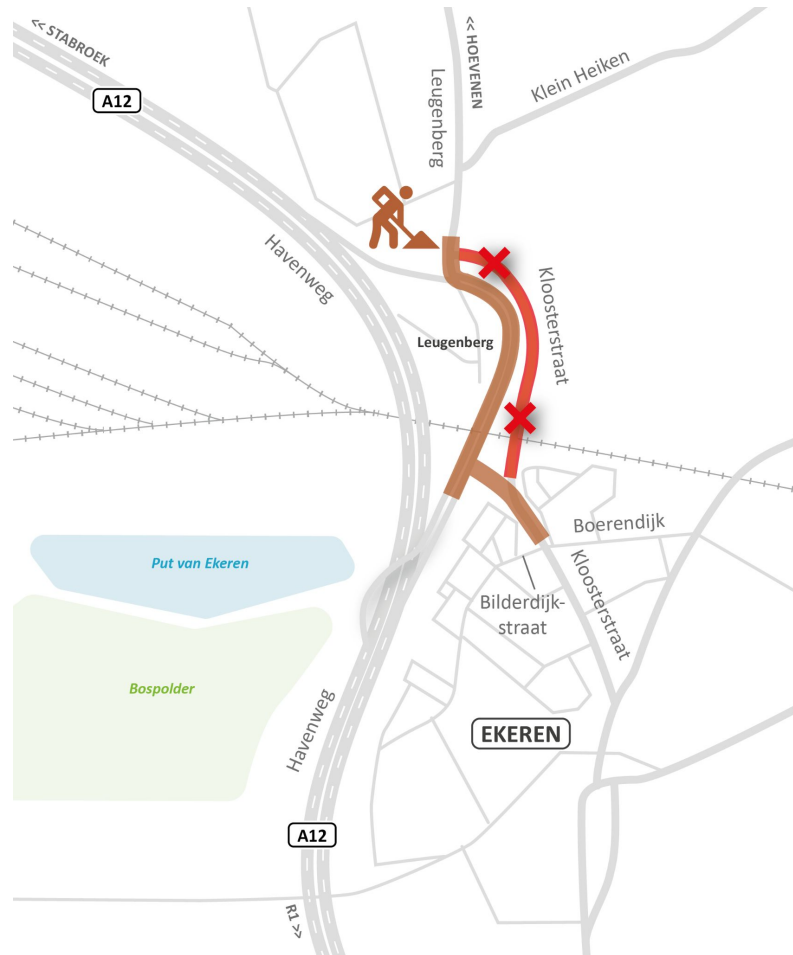 << STABROEK
<< HOEVENEN
A12
Leugenberg
Klein Heiken
Havenweg
Kloosterstraat
Leugenberg
Boerendijk
Put van Ekeren
Kloosterstraat
Bilderdijk-
straat
Bospolder
Havenweg
EKEREN
A12
R1 >>